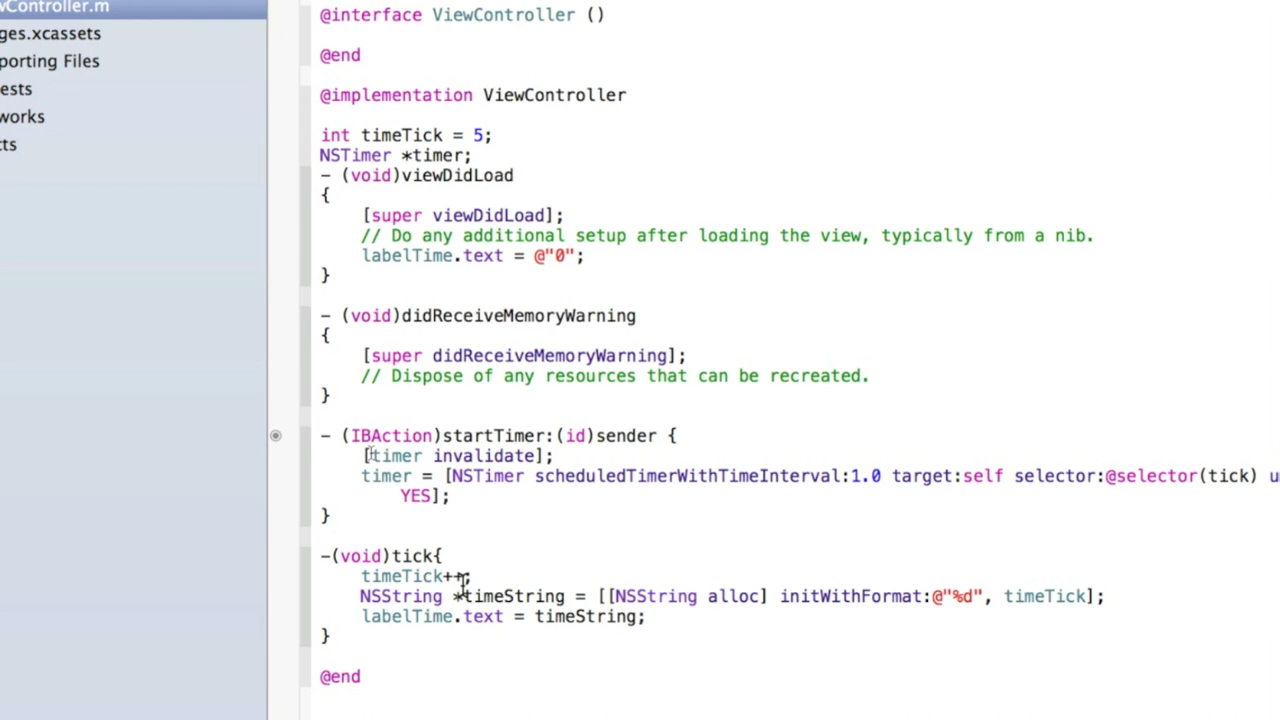 wController.m
ges.xcassets
porting Files
ests
works
cts
@interface ViewController ()
@end
@implementation ViewController
int timeTick = 5;
NSTimer *timer;
- (void)viewDidLoad
{
[super viewDidLoad];
// Do any additional setup after loading the view, typically from a nib.
labelTime.text = @"0";
}
- (void)didReceiveMemoryWarning
{
[super didReceiveMemoryWarning];
// Dispose of any resources that can be recreated.
}
- (IBAction)startTimer:(id)sender {
[timer invalidate];
timer = [NSTimer scheduledTimerWithTimeInterval:1.0 target:self selector:@selector(tick) u
YES];
}
-(void)tick{
timeTick++;
NSString *timeString = [[NSString alloc] initWithFormat:@"%d", timeTick];
labelTime.text = timeString;
}
@end